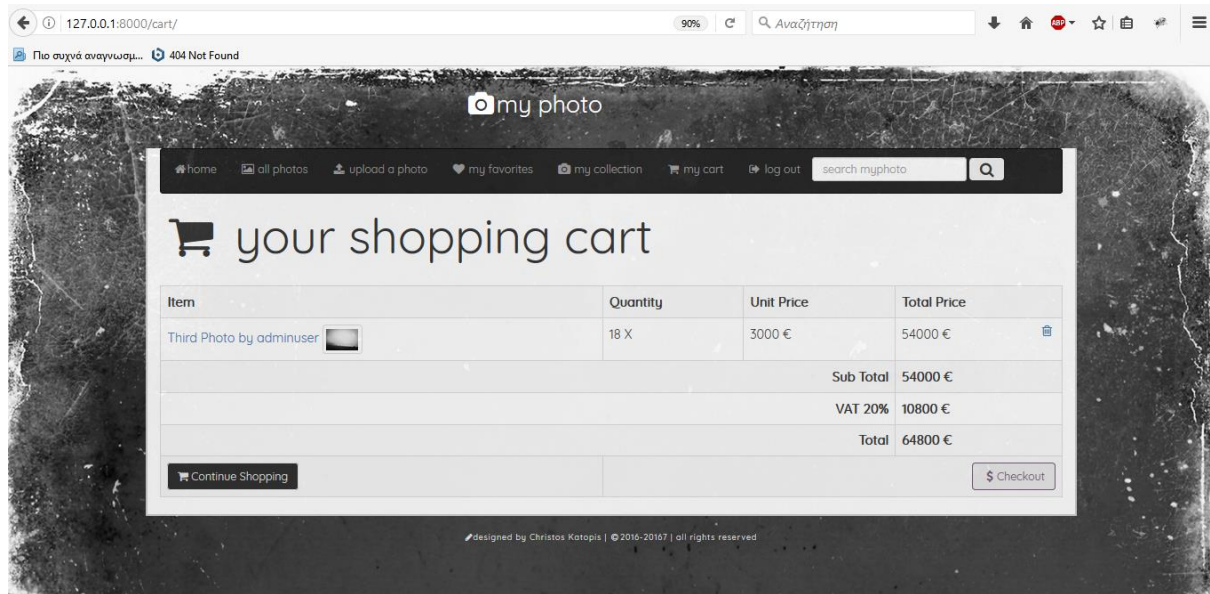 127.0.0.1:8000/cart/ 90% Αναζήτηση ABP
Πιο συχνά αναγνωσμ... 404 Not Found
my photo
home all photos upload a photo my favorites my collection my cart log out search myphoto
your shopping cart
Item Quantity Unit Price Total Price
Third Photo by adminuser 18 X 3000 € 54000 €
Sub Total 54000 €
VAT 20% 10800 €
Total 64800 €
Continue Shopping $ Checkout
designed by Christos Katopis | © 2016-20167 | all rights reserved